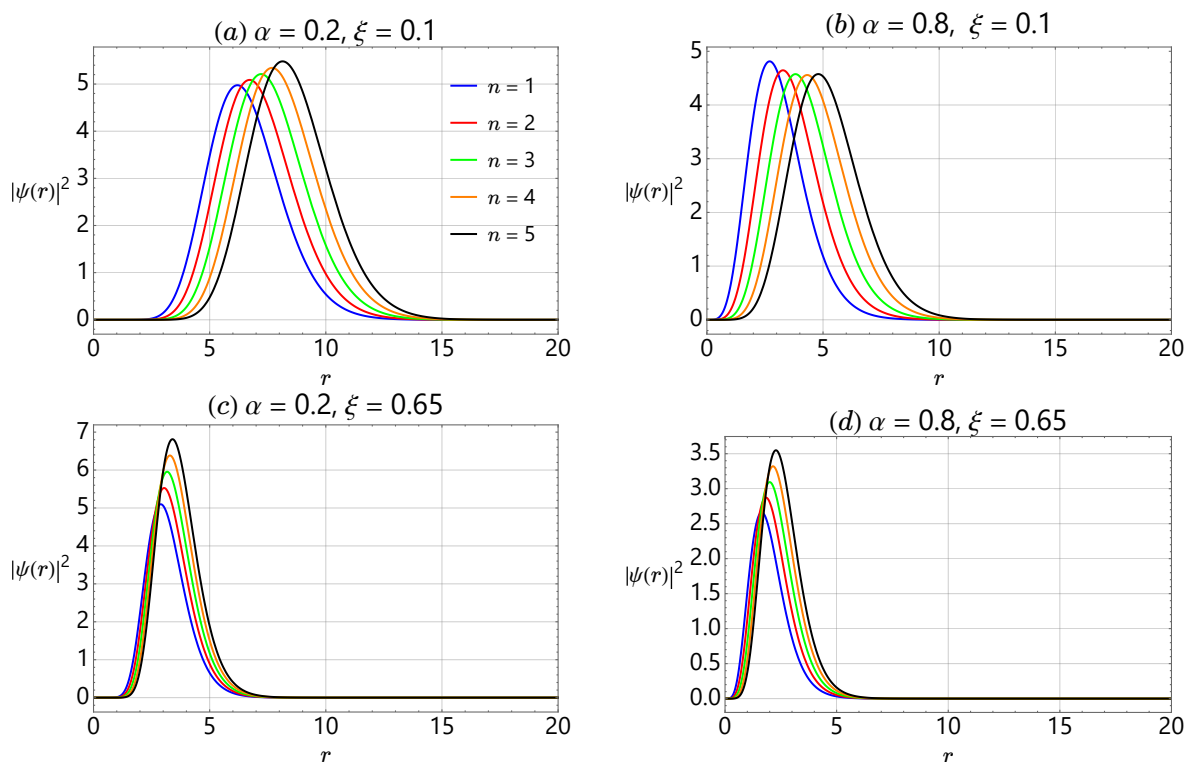 (a) α = 0.2, ξ = 0.1
5
4
3
2
1
0
|ψ(r)|²
n = 1
n = 2
n = 3
n = 4
n = 5
0 5 10 15 20
r
(b) α = 0.8, ξ = 0.1
5
4
3
2
1
0
|ψ(r)|²
0 5 10 15 20
r
(c) α = 0.2, ξ = 0.65
7
6
5
4
3
2
1
0
|ψ(r)|²
0 5 10 15 20
r
(d) α = 0.8, ξ = 0.65
3.5
3.0
2.5
2.0
1.5
1.0
0.5
0.0
|ψ(r)|²
0 5 10 15 20
r